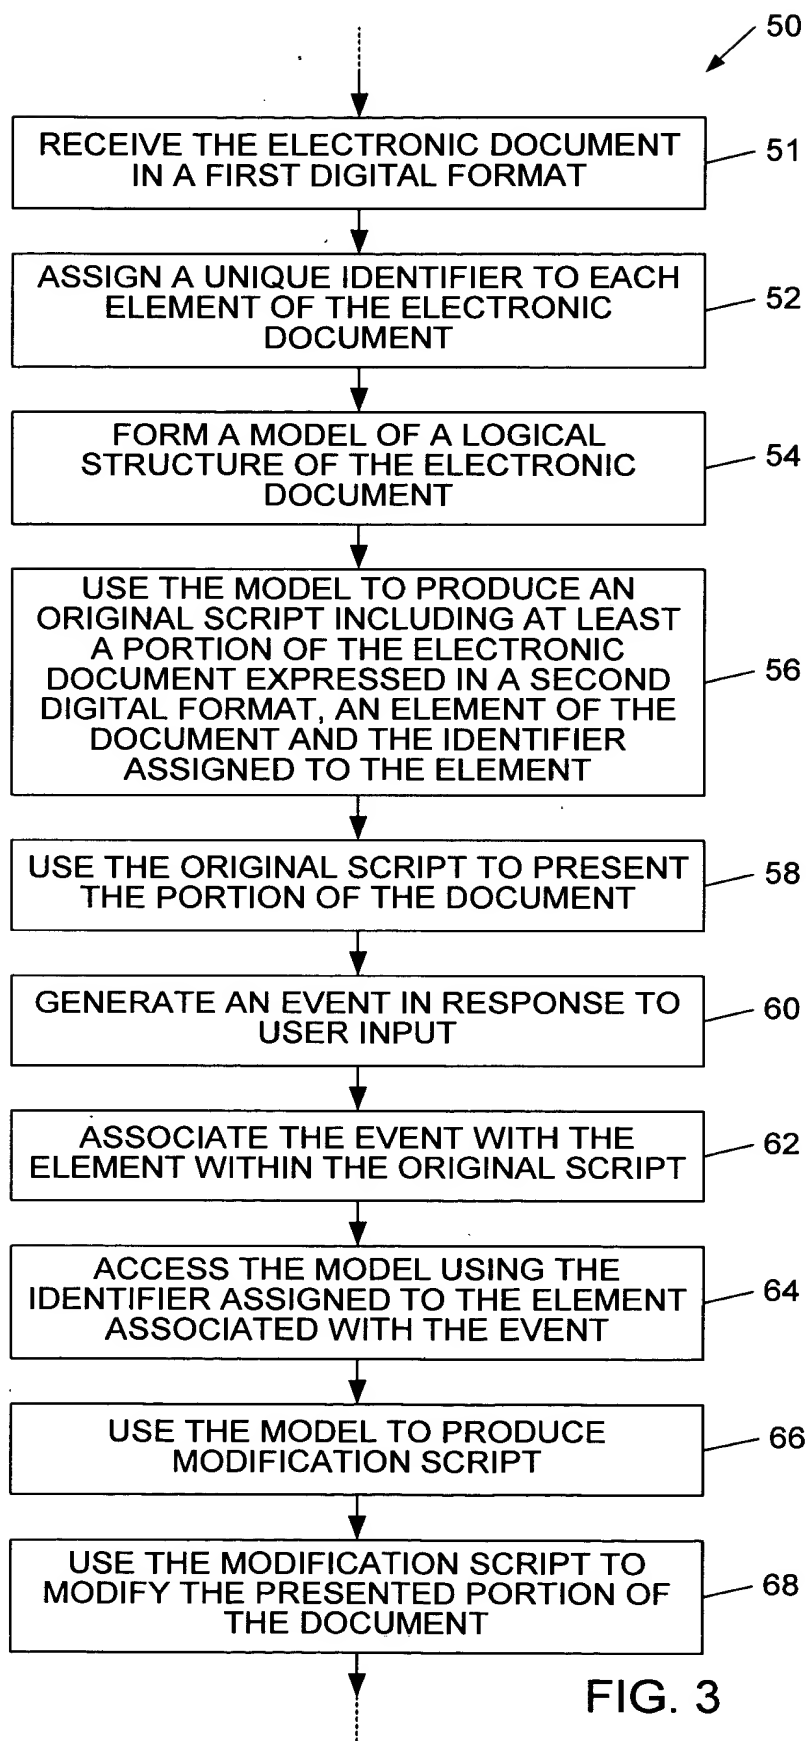 50
RECEIVE THE ELECTRONIC DOCUMENT
IN A FIRST DIGITAL FORMAT
51
ASSIGN A UNIQUE IDENTIFIER TO EACH
ELEMENT OF THE ELECTRONIC
DOCUMENT
52
FORM A MODEL OF A LOGICAL
STRUCTURE OF THE ELECTRONIC
DOCUMENT
54
USE THE MODEL TO PRODUCE AN
ORIGINAL SCRIPT INCLUDING AT LEAST
A PORTION OF THE ELECTRONIC
DOCUMENT EXPRESSED IN A SECOND
DIGITAL FORMAT, AN ELEMENT OF THE
DOCUMENT AND THE IDENTIFIER
ASSIGNED TO THE ELEMENT
56
USE THE ORIGINAL SCRIPT TO PRESENT
THE PORTION OF THE DOCUMENT
58
GENERATE AN EVENT IN RESPONSE TO
USER INPUT
60
ASSOCIATE THE EVENT WITH THE
ELEMENT WITHIN THE ORIGINAL SCRIPT
62
ACCESS THE MODEL USING THE
IDENTIFIER ASSIGNED TO THE ELEMENT
ASSOCIATED WITH THE EVENT
64
USE THE MODEL TO PRODUCE
MODIFICATION SCRIPT
66
USE THE MODIFICATION SCRIPT TO
MODIFY THE PRESENTED PORTION OF
THE DOCUMENT
68
FIG. 3